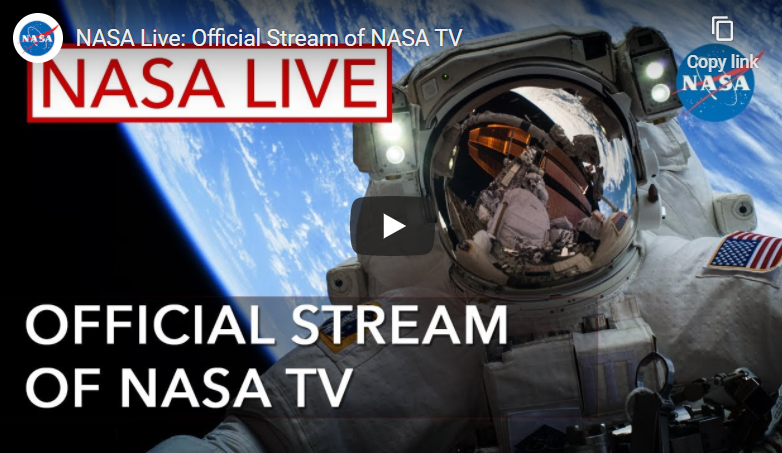 NASA
NASA Live: Official Stream of NASA TV
Copy link
NASA LIVE
NASA
OFFICIAL STREAM
OF NASA TV